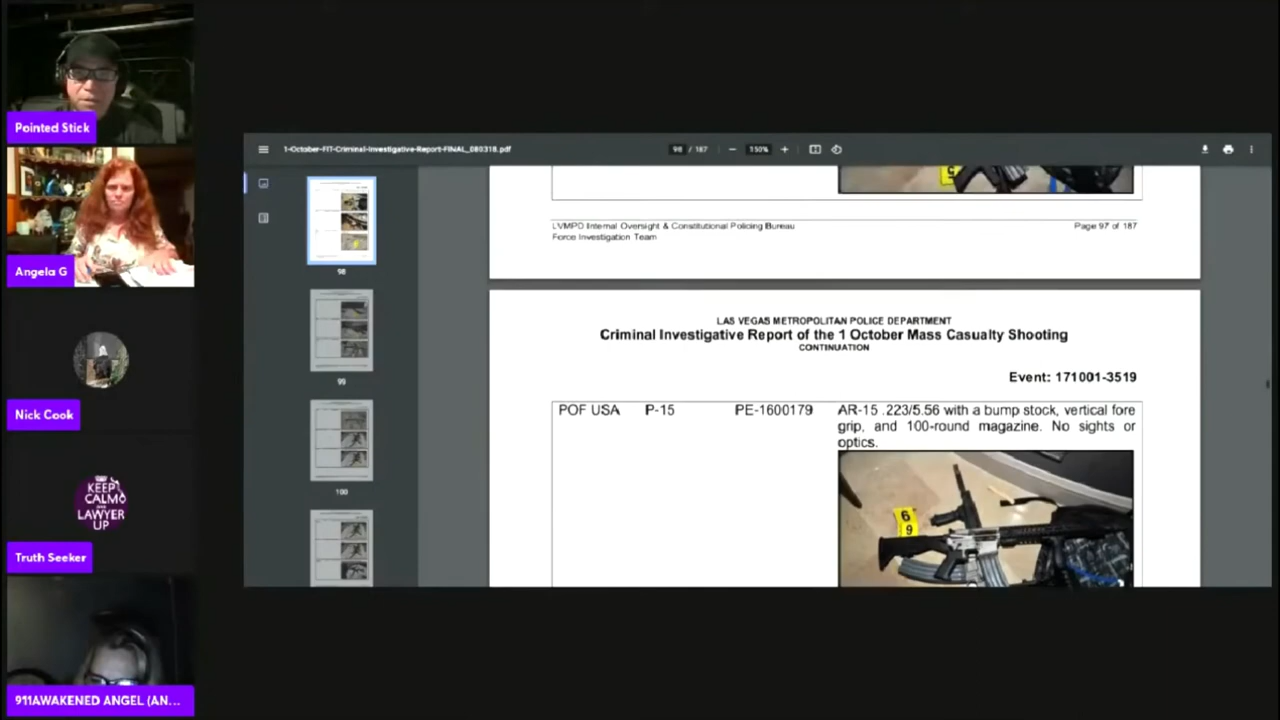 Pointed Stick
Angela G
Nick Cook
KEEP
CALM
AND
LAWYER
UP
Truth Seeker
911AWAKENED ANGEL (AN...
1-October-FIT-Criminal-Investigative-Report-FINAL_080318.pdf
98 / 187
150%
98
99
100
LVMPD Internal Oversight & Constitutional Policing Bureau
Force Investigation Team
Page 97 of 187
LAS VEGAS METROPOLITAN POLICE DEPARTMENT
Criminal Investigative Report of the 1 October Mass Casualty Shooting
CONTINUATION
Event: 171001-3519
POF USA P-15 PE-1600179 AR-15 .223/5.56 with a bump stock, vertical fore
grip, and 100-round magazine. No sights or
optics.
6
9